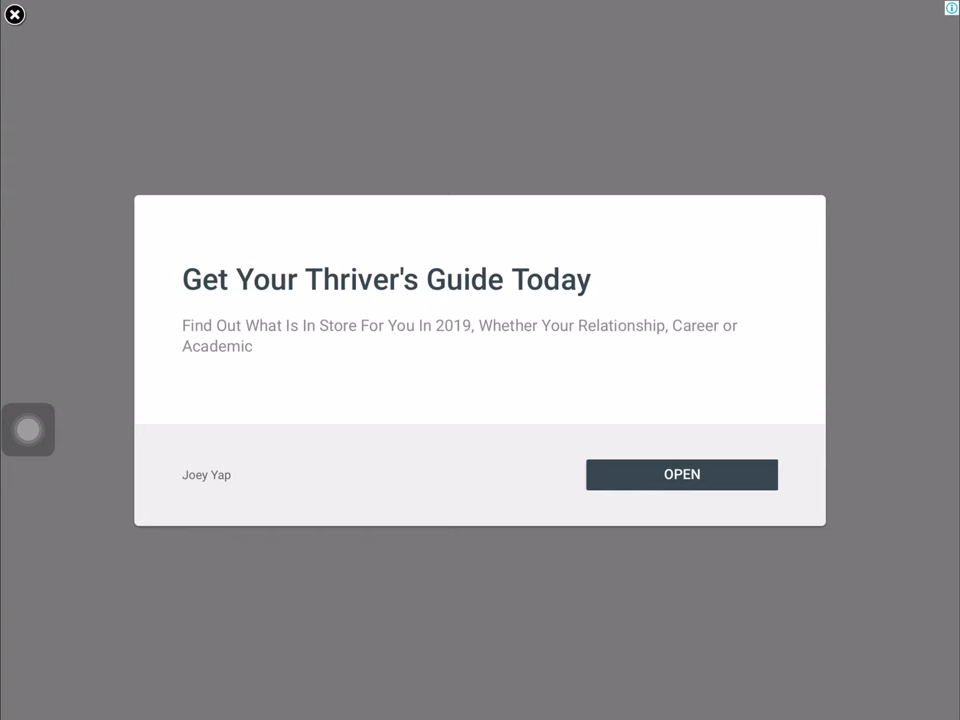 Get Your Thriver's Guide Today
Find Out What Is In Store For You In 2019, Whether Your Relationship, Career or
Academic
Joey Yap
OPEN